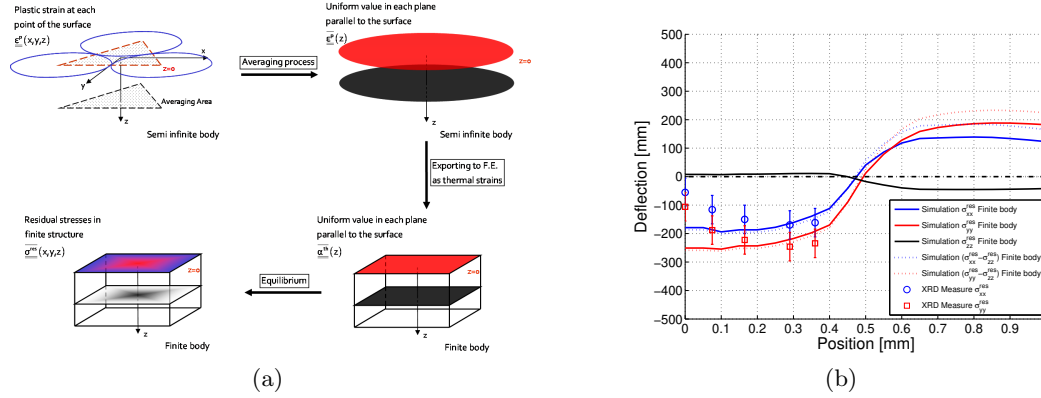 Plastic strain at each
point of the surface
ε^p(x,y,z)
x
z=0
y
Averaging Area
z
Semi infinite body
Averaging process
Uniform value in each plane
parallel to the surface
ε^p(z)
z=0
z
Semi infinite body
Exporting to F.E.
as thermal strains
Residual stresses in
finite structure
σ^res(x,y,z)
z=0
z
Finite body
Equilibrium
Uniform value in each plane
parallel to the surface
α^th(z)
z=0
z
Finite body
(a)
500
400
300
200
100
0
-100
-200
-300
-400
-500
Deflection [mm]
0 0.1 0.2 0.3 0.4 0.5 0.6 0.7 0.8 0.9
Position [mm]
Simulation σ_xx^res Finite body
Simulation σ_yy^res Finite body
Simulation σ_zz^res Finite body
Simulation (σ_xx^res−σ_zz^res) Finite body
Simulation (σ_yy^res−σ_zz^res) Finite body
XRD Measure σ_xx^res
XRD Measure σ_yy^res
(b)